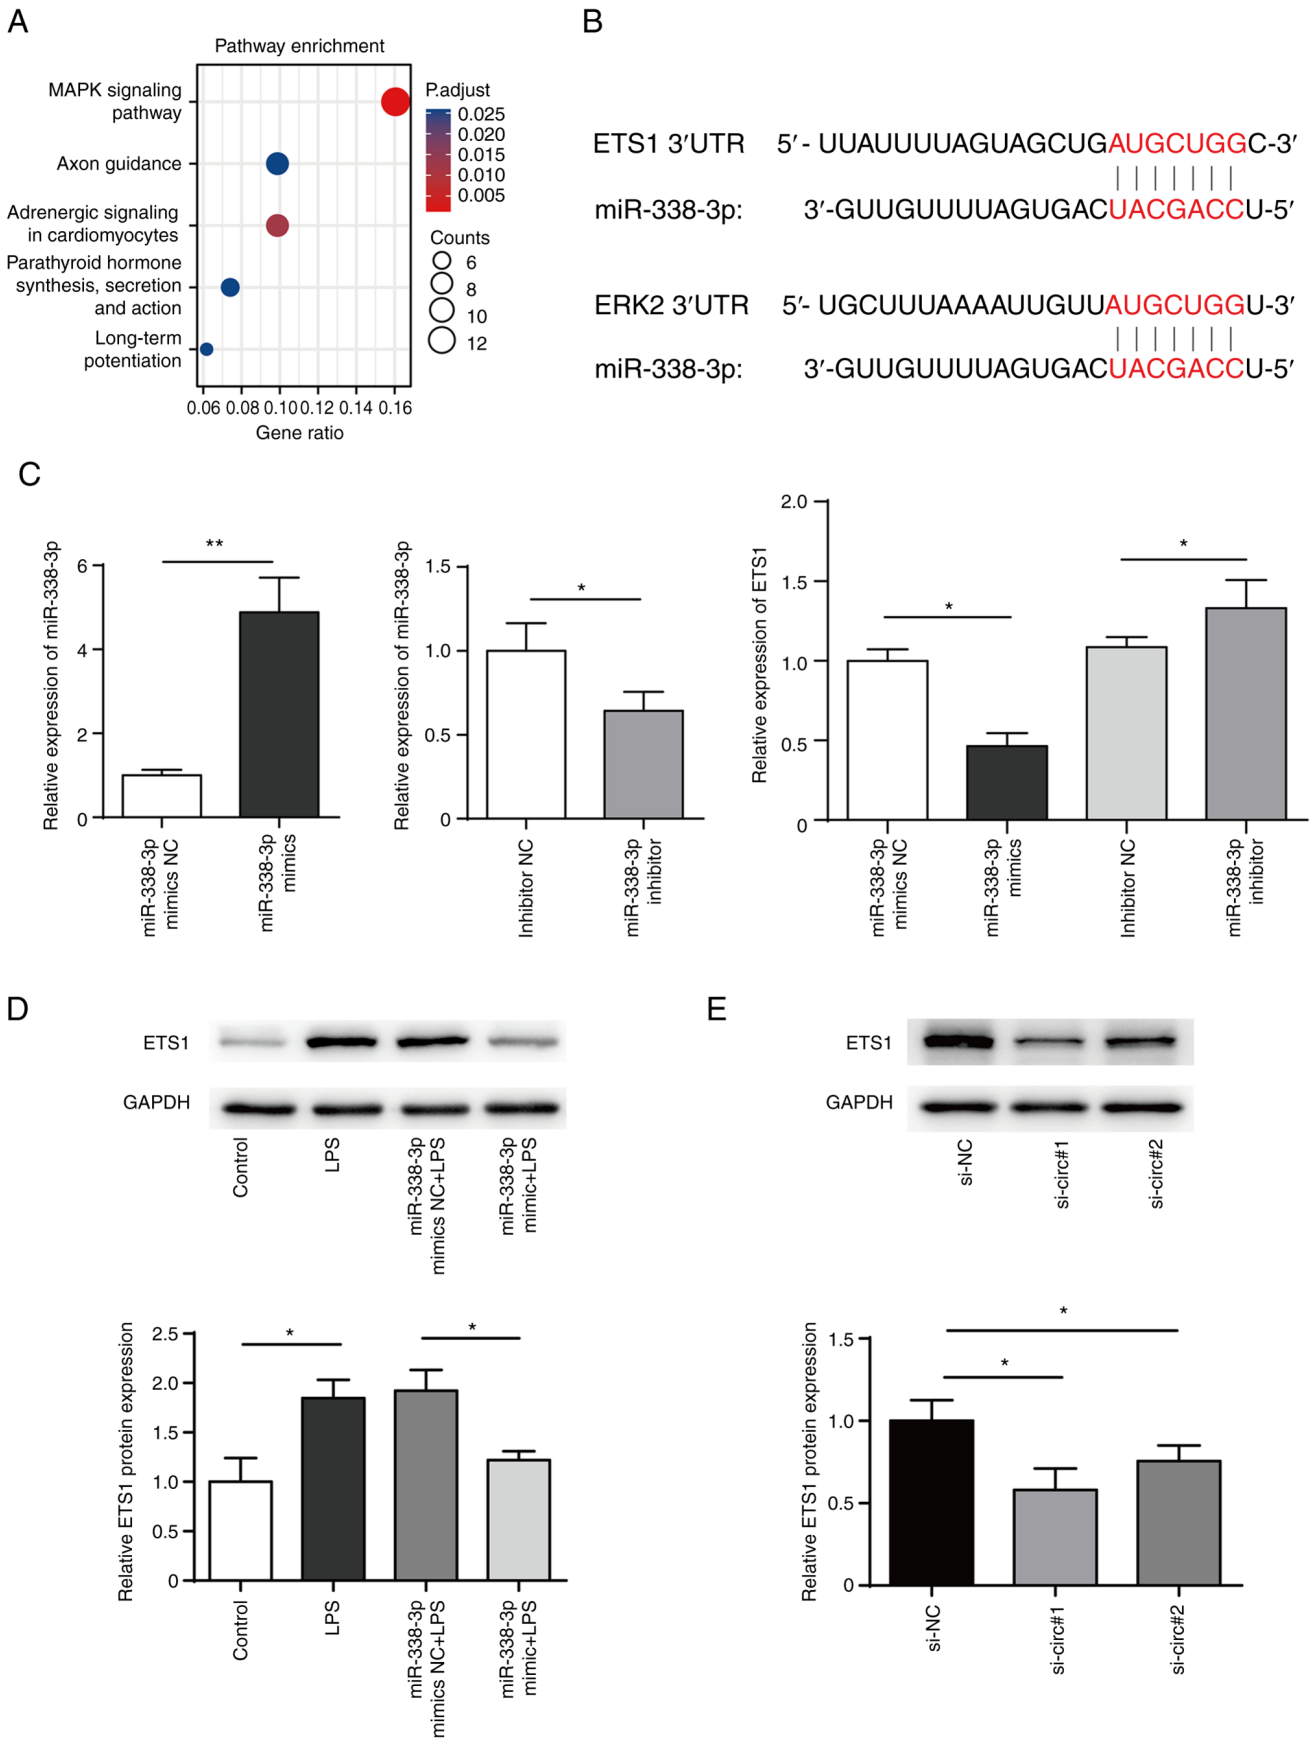 A
Pathway enrichment
MAPK signaling
pathway
Axon guidance
Adrenergic signaling
in cardiomyocytes
Parathyroid hormone
synthesis, secretion
and action
Long-term
potentiation
0.06 0.08 0.10 0.12 0.14 0.16
Gene ratio
P.adjust
0.025
0.020
0.015
0.010
0.005
Counts
6
8
10
12
B
ETS1 3′UTR 5′- UUAUUUUAGUAGCUGAUGCUGGC-3′
miR-338-3p: 3′-GUUGUUUUAGUGACUACGACCU-5′
ERK2 3′UTR 5′- UGCUUUAAAAUUGUUAUGCUGGU-3′
miR-338-3p: 3′-GUUGUUUUAGUGACUACGACCU-5′
C
Relative expression of miR-338-3p
6
4
2
0
**
miR-338-3p
mimics NC
miR-338-3p
mimics
Relative expression of miR-338-3p
1.5
1.0
0.5
0
*
Inhibitor NC
miR-338-3p
inhibitor
Relative expression of ETS1
2.0
1.5
1.0
0.5
0
*
*
miR-338-3p
mimics NC
miR-338-3p
mimics
Inhibitor NC
miR-338-3p
inhibitor
D
ETS1
GAPDH
Control
LPS
miR-338-3p
mimics NC+LPS
miR-338-3p
mimic+LPS
Relative ETS1 protein expression
2.5
2.0
1.5
1.0
0.5
0
*
*
Control
LPS
miR-338-3p
mimics NC+LPS
miR-338-3p
mimic+LPS
E
ETS1
GAPDH
si-NC
si-circ#1
si-circ#2
Relative ETS1 protein expression
1.5
1.0
0.5
0
*
*
si-NC
si-circ#1
si-circ#2